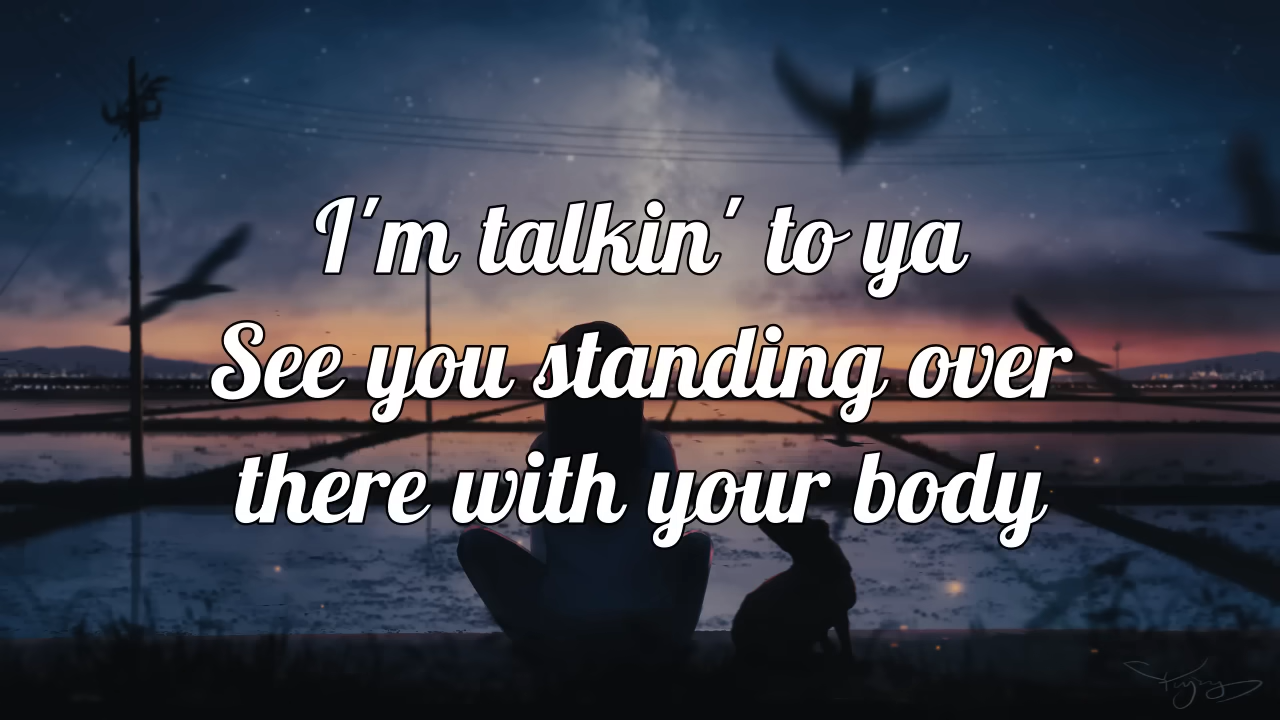 I'm talkin' to ya
See you standing over
there with your body